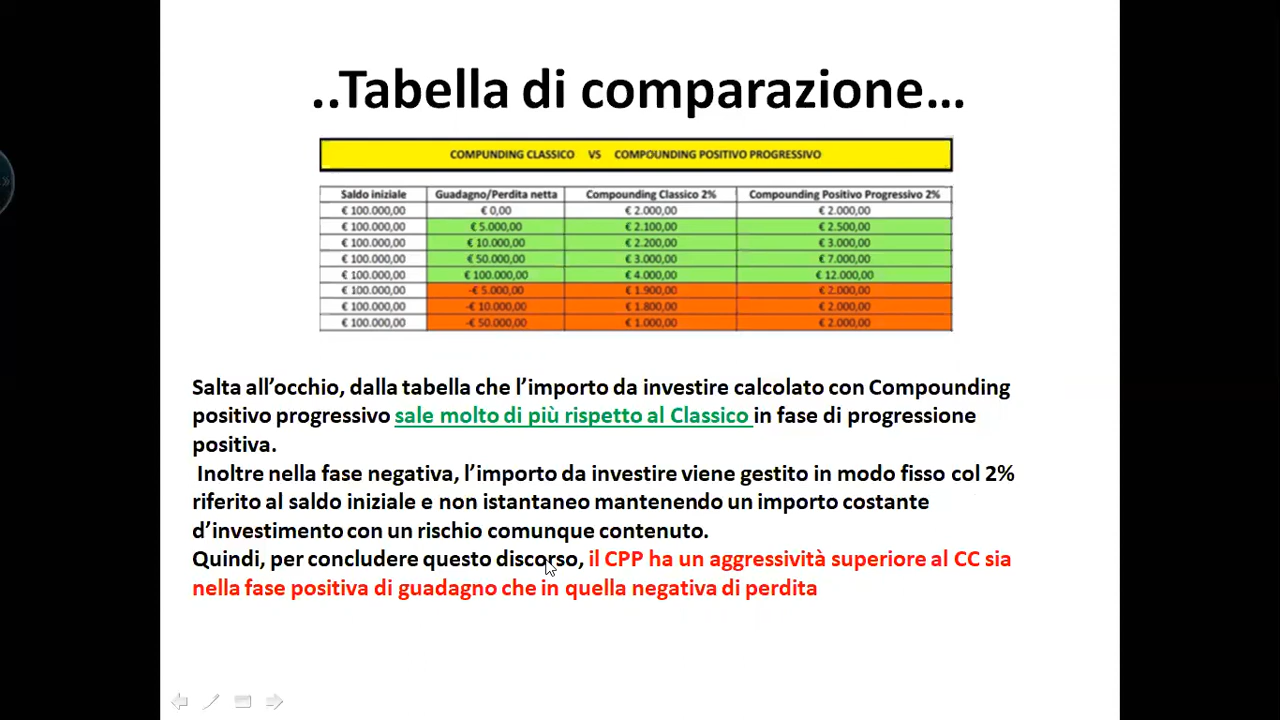 ..Tabella di comparazione...
COMPUNDING CLASSICO VS COMPOUNDING POSITIVO PROGRESSIVO
Saldo iniziale Guadagno/Perdita netta Compounding Classico 2% Compounding Positivo Progressivo 2%
€ 100.000,00 € 0,00 € 2.000,00 € 2.000,00
€ 100.000,00 € 5.000,00 € 2.100,00 € 2.500,00
€ 100.000,00 € 10.000,00 € 2.200,00 € 3.000,00
€ 100.000,00 € 50.000,00 € 3.000,00 € 7.000,00
€ 100.000,00 € 100.000,00 € 4.000,00 € 12.000,00
€ 100.000,00 -€ 5.000,00 € 1.900,00 € 2.000,00
€ 100.000,00 -€ 10.000,00 € 1.800,00 € 2.000,00
€ 100.000,00 -€ 50.000,00 € 1.000,00 € 2.000,00
Salta all’occhio, dalla tabella che l’importo da investire calcolato con Compounding
positivo progressivo sale molto di più rispetto al Classico in fase di progressione
positiva.
Inoltre nella fase negativa, l’importo da investire viene gestito in modo fisso col 2%
riferito al saldo iniziale e non istantaneo mantenendo un importo costante
d’investimento con un rischio comunque contenuto.
Quindi, per concludere questo discorso, il CPP ha un aggressività superiore al CC sia
nella fase positiva di guadagno che in quella negativa di perdita